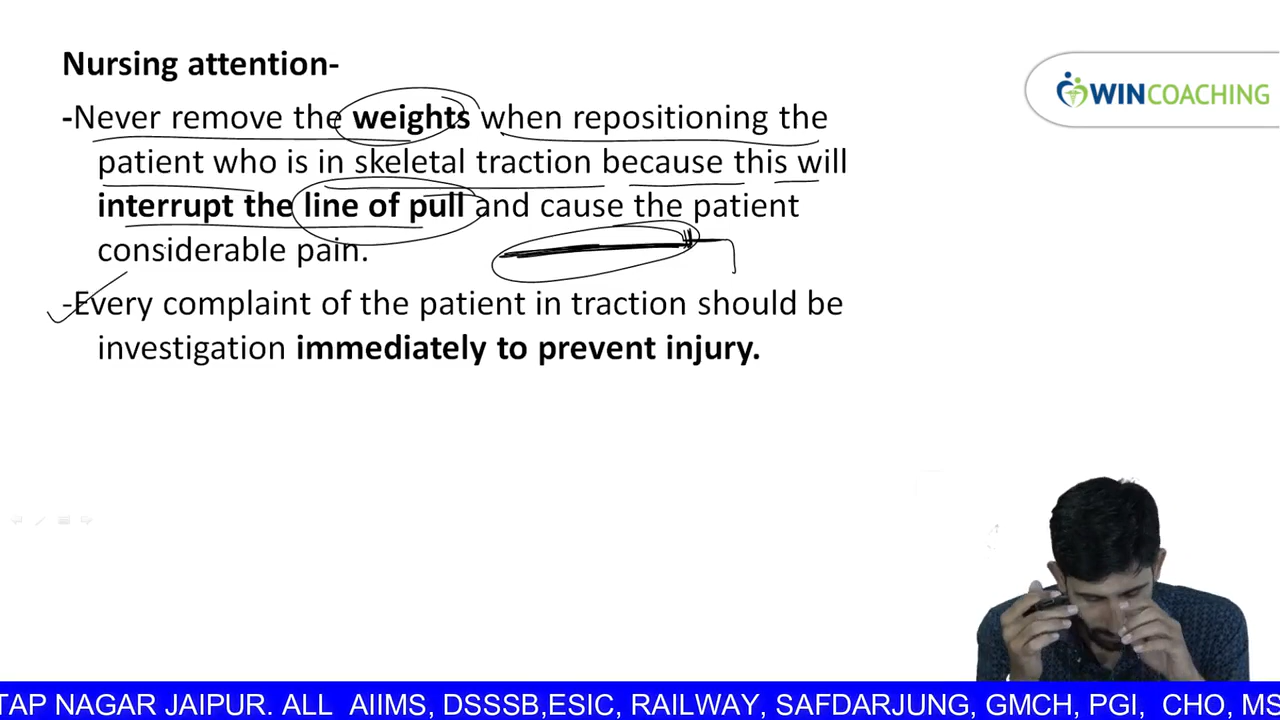 Nursing attention-
-Never remove the weights when repositioning the
patient who is in skeletal traction because this will
interrupt the line of pull and cause the patient
considerable pain.
-Every complaint of the patient in traction should be
investigation immediately to prevent injury.
WINCOACHING
TAP NAGAR JAIPUR. ALL AIIMS, DSSSB,ESIC, RAILWAY, SAFDARJUNG, GMCH, PGI, CHO, MS